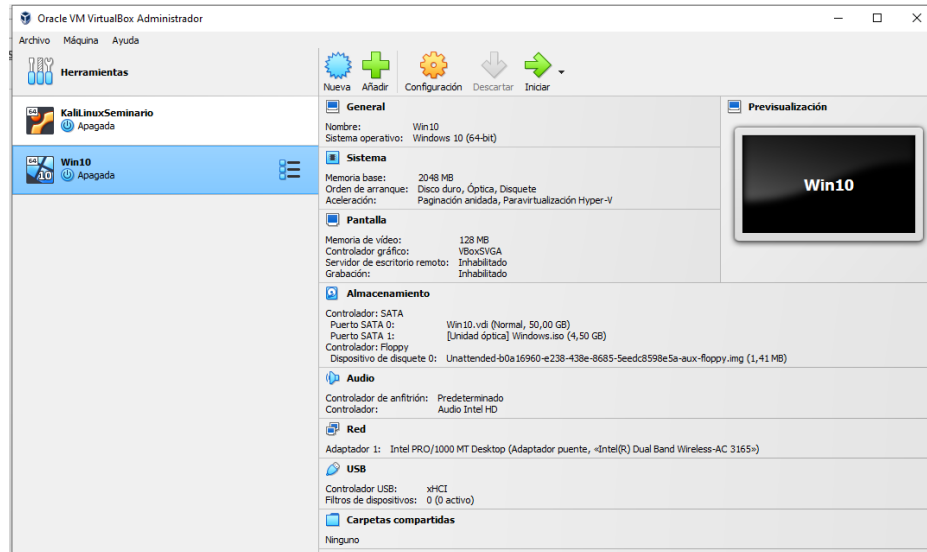 Oracle VM VirtualBox Administrador
Archivo Máquina Ayuda
Herramientas
Nueva Añadir Configuración Descartar Iniciar
64
KaliLinuxSeminario
Apagada
64
10
Win10
Apagada
General
Nombre: Win10
Sistema operativo: Windows 10 (64-bit)
Sistema
Memoria base: 2048 MB
Orden de arranque: Disco duro, Óptica, Disquete
Aceleración: Paginación anidada, Paravirtualización Hyper-V
Pantalla
Memoria de vídeo: 128 MB
Controlador gráfico: VBoxSVGA
Servidor de escritorio remoto: Inhabilitado
Grabación: Inhabilitado
Previsualización
Win10
Almacenamiento
Controlador: SATA
Puerto SATA 0: Win10.vdi (Normal, 50,00 GB)
Puerto SATA 1: [Unidad óptica] Windows.iso (4,50 GB)
Controlador: Floppy
Dispositivo de disquete 0: Unattended-b0a16960-e238-438e-8685-5eedc8598e5a-aux-floppy.img (1,41 MB)
Audio
Controlador de anfitrión: Predeterminado
Controlador: Audio Intel HD
Red
Adaptador 1: Intel PRO/1000 MT Desktop (Adaptador puente, «Intel(R) Dual Band Wireless-AC 3165»)
USB
Controlador USB: xHCI
Filtros de dispositivos: 0 (0 activo)
Carpetas compartidas
Ninguno